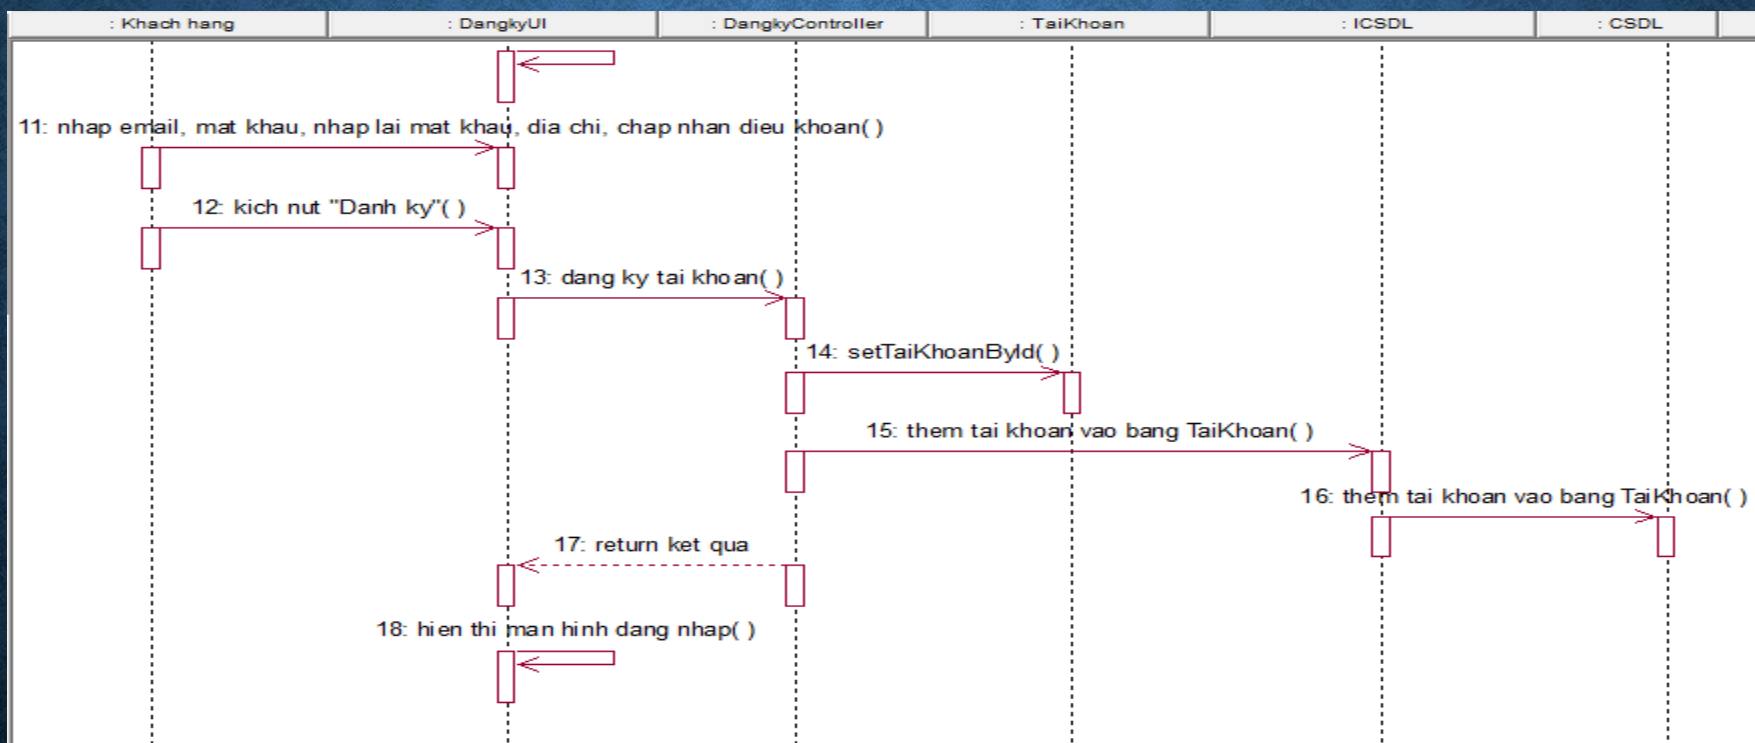 : Khach hang
: DangkyUI
: DangkyController
: TaiKhoan
: ICSDL
: CSDL
11: nhap email, mat khau, nhap lai mat khau, dia chi, chap nhan dieu khoan( )
12: kich nut "Danh ky"( )
13: dang ky tai khoan( )
14: setTaiKhoanById( )
15: them tai khoan vao bang TaiKhoan( )
16: them tai khoan vao bang TaiKhoan( )
17: return ket qua
18: hien thi man hinh dang nhap( )